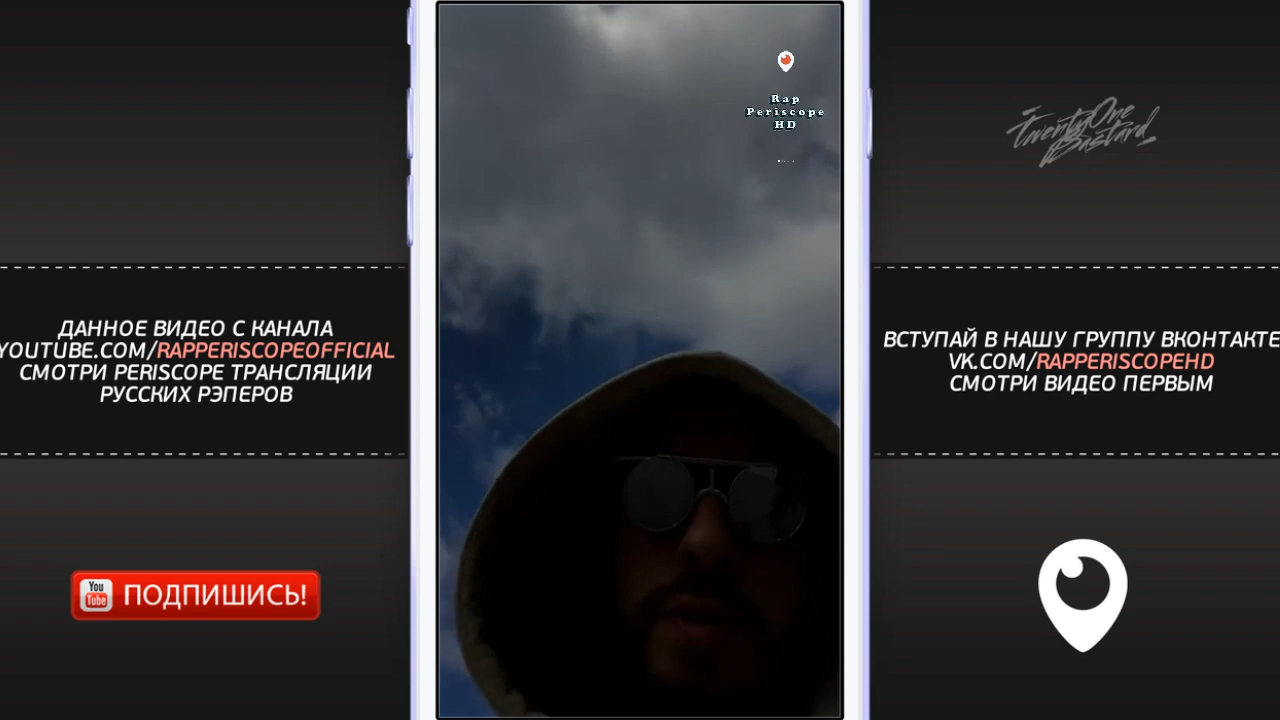 Rap
Periscope
HD
TwentyOne
Bastard
ДАННОЕ ВИДЕО С КАНАЛА
YOUTUBE.COM/RAPPERISCOPEOFFICIAL
СМОТРИ PERISCOPE ТРАНСЛЯЦИИ
РУССКИХ РЭПЕРОВ
ВСТУПАЙ В НАШУ ГРУППУ ВКОНТАКТЕ
VK.COM/RAPPERISCOPEHD
СМОТРИ ВИДЕО ПЕРВЫМ
You
Tube
ПОДПИШИСЬ!